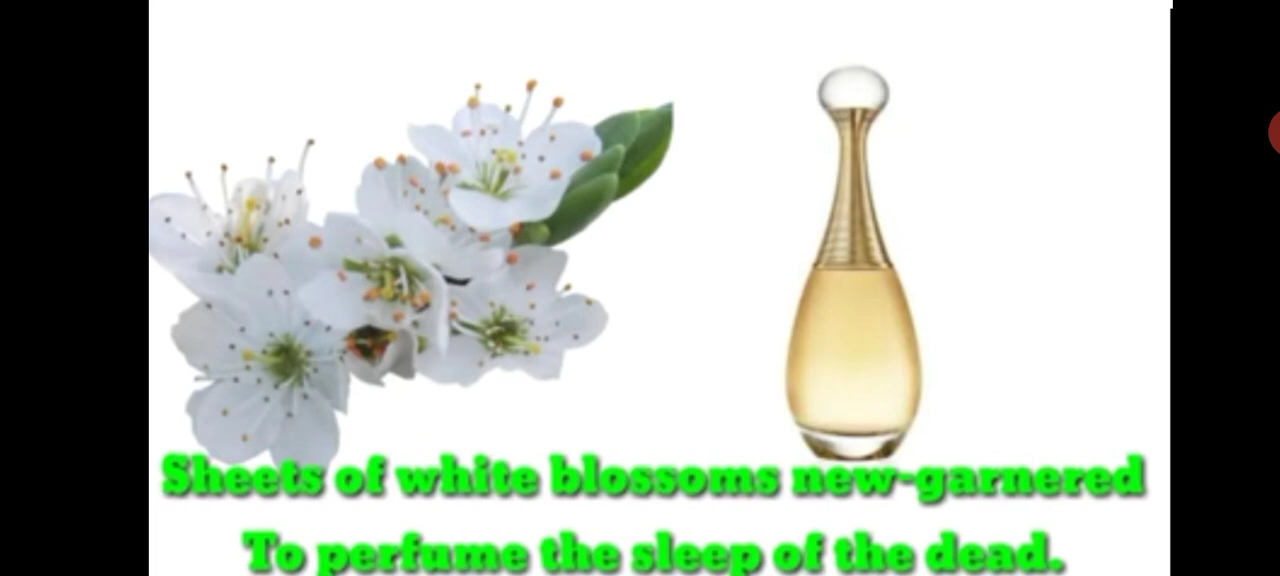 Sheets of white blossoms new-garnered
To perfume the sleep of the dead.